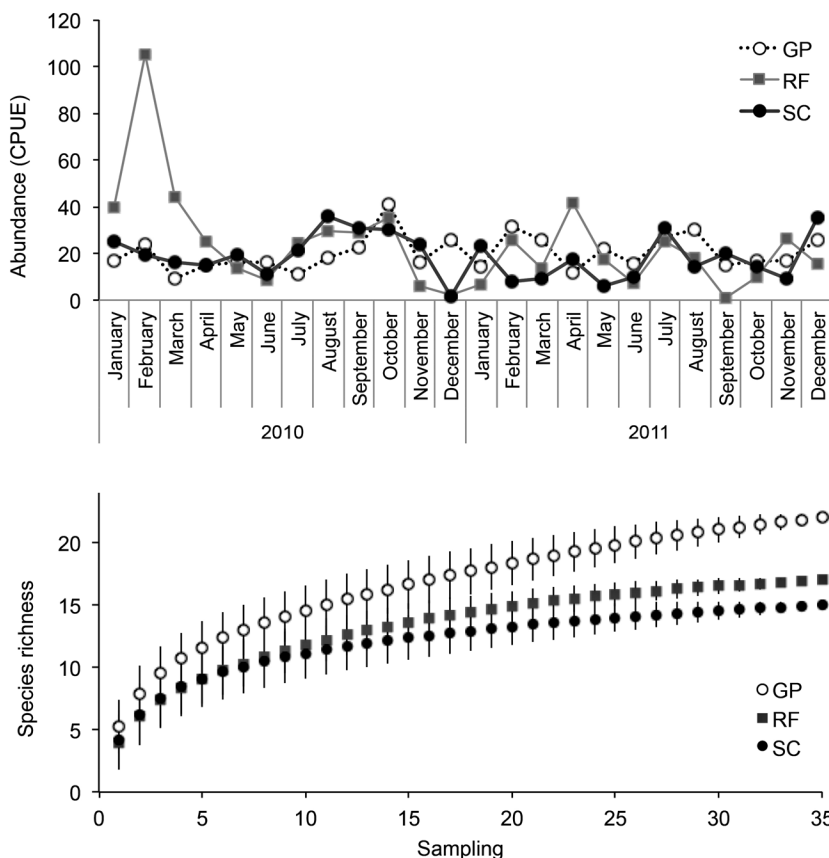 120
100
80
60
40
20
0
Abundance (CPUE)
GP
RF
SC
January
February
March
April
May
June
July
August
September
October
November
December
January
February
March
April
May
June
July
August
September
October
November
December
2010
2011
20
15
10
5
0
Species richness
GP
RF
SC
0
5
10
15
20
25
30
35
Sampling